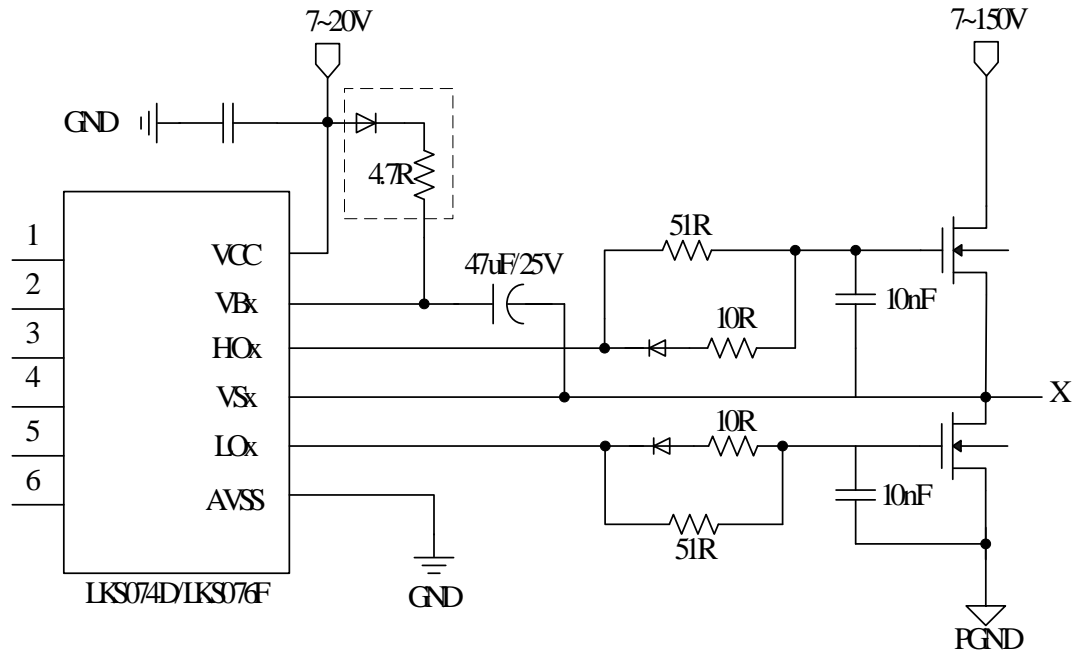 7~20V
7~150V
GND
4.7R
51R
1
VCC
47uF/25V
2
VBx
10nF
10R
3
HOx
4
VSx
X
10R
5
LOx
6
AVSS
10nF
51R
LKS074D/LKS076F
GND
PGND